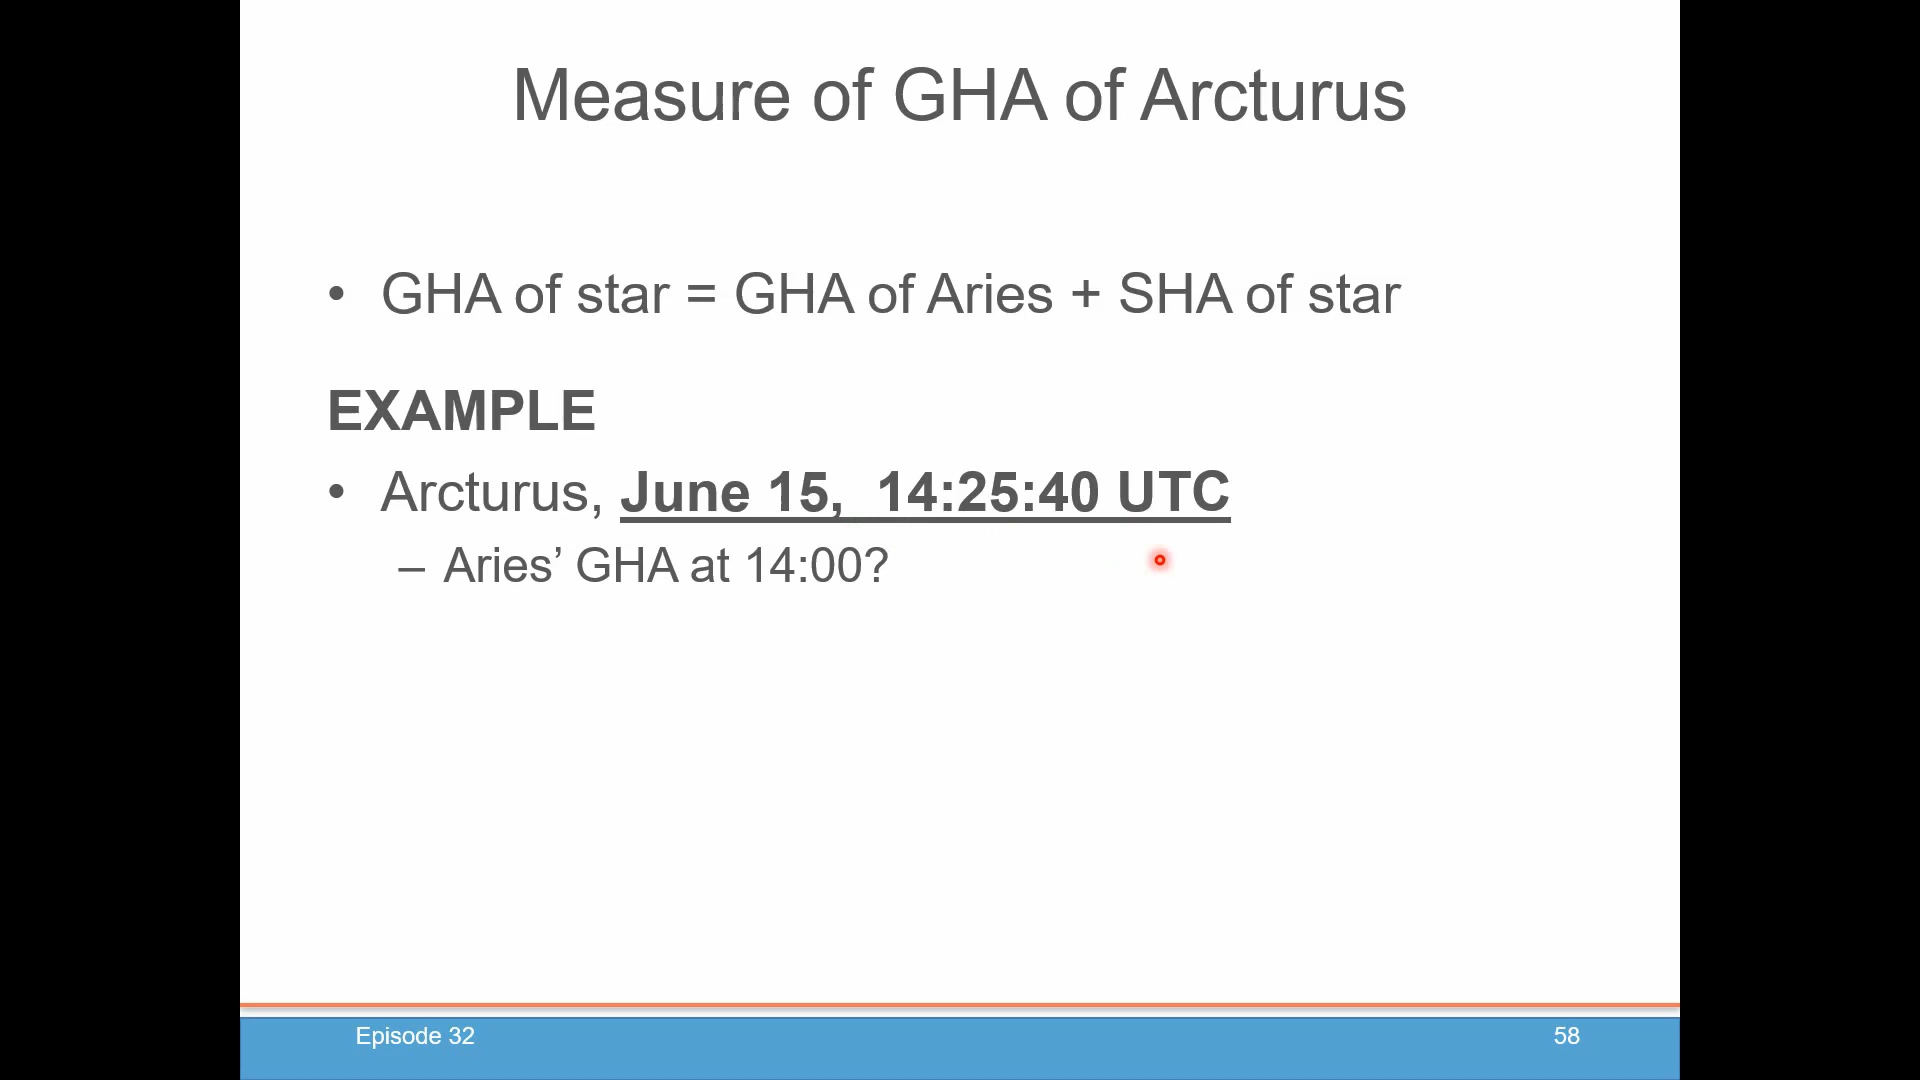 Measure of GHA of Arcturus
• GHA of star = GHA of Aries + SHA of star
EXAMPLE
• Arcturus, June 15,  14:25:40 UTC
– Aries’ GHA at 14:00?
Episode 32
58